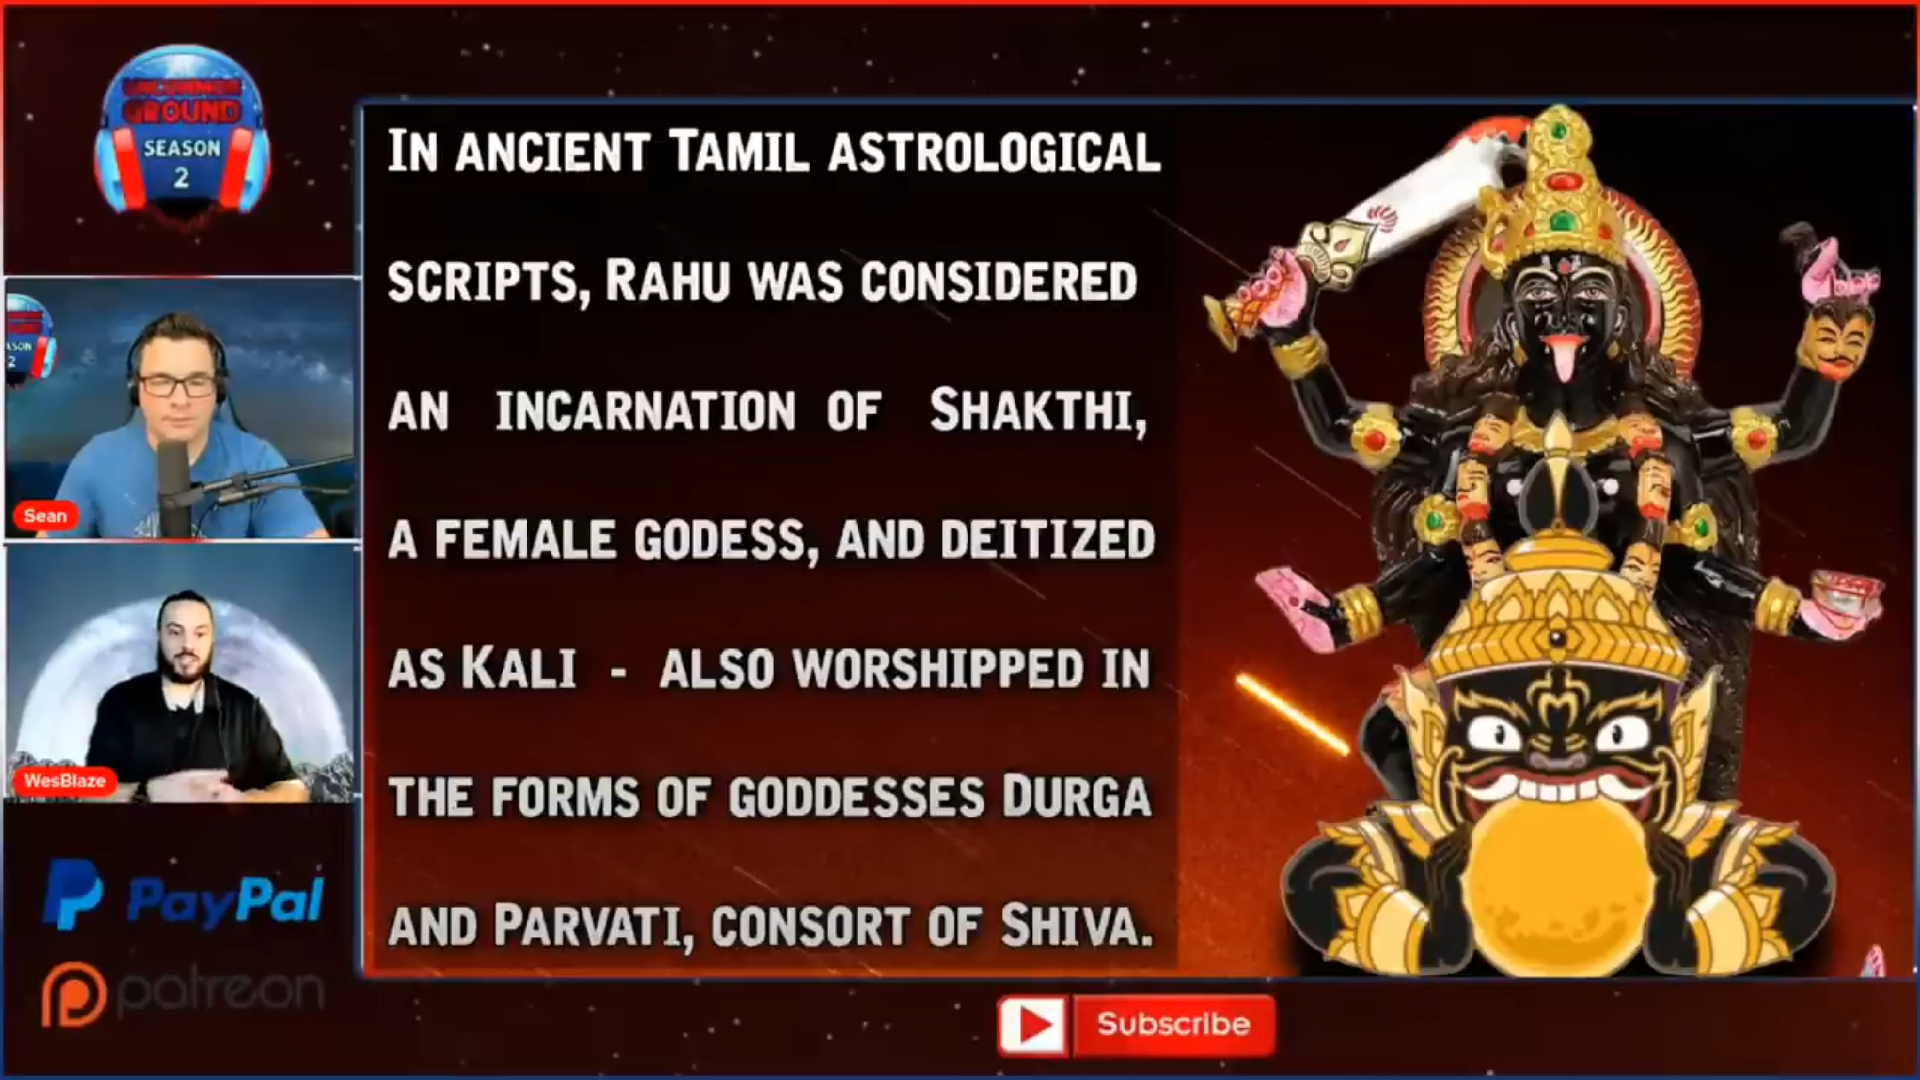 UNCOMMON
GROUND
SEASON
2
IN ANCIENT TAMIL ASTROLOGICAL
SCRIPTS, RAHU WAS CONSIDERED
AN INCARNATION OF SHAKTHI,
A FEMALE GODESS, AND DEITIZED
AS KALI - ALSO WORSHIPPED IN
THE FORMS OF GODDESSES DURGA
AND PARVATI, CONSORT OF SHIVA.
Sean
WesBlaze
PayPal
patreon
Subscribe